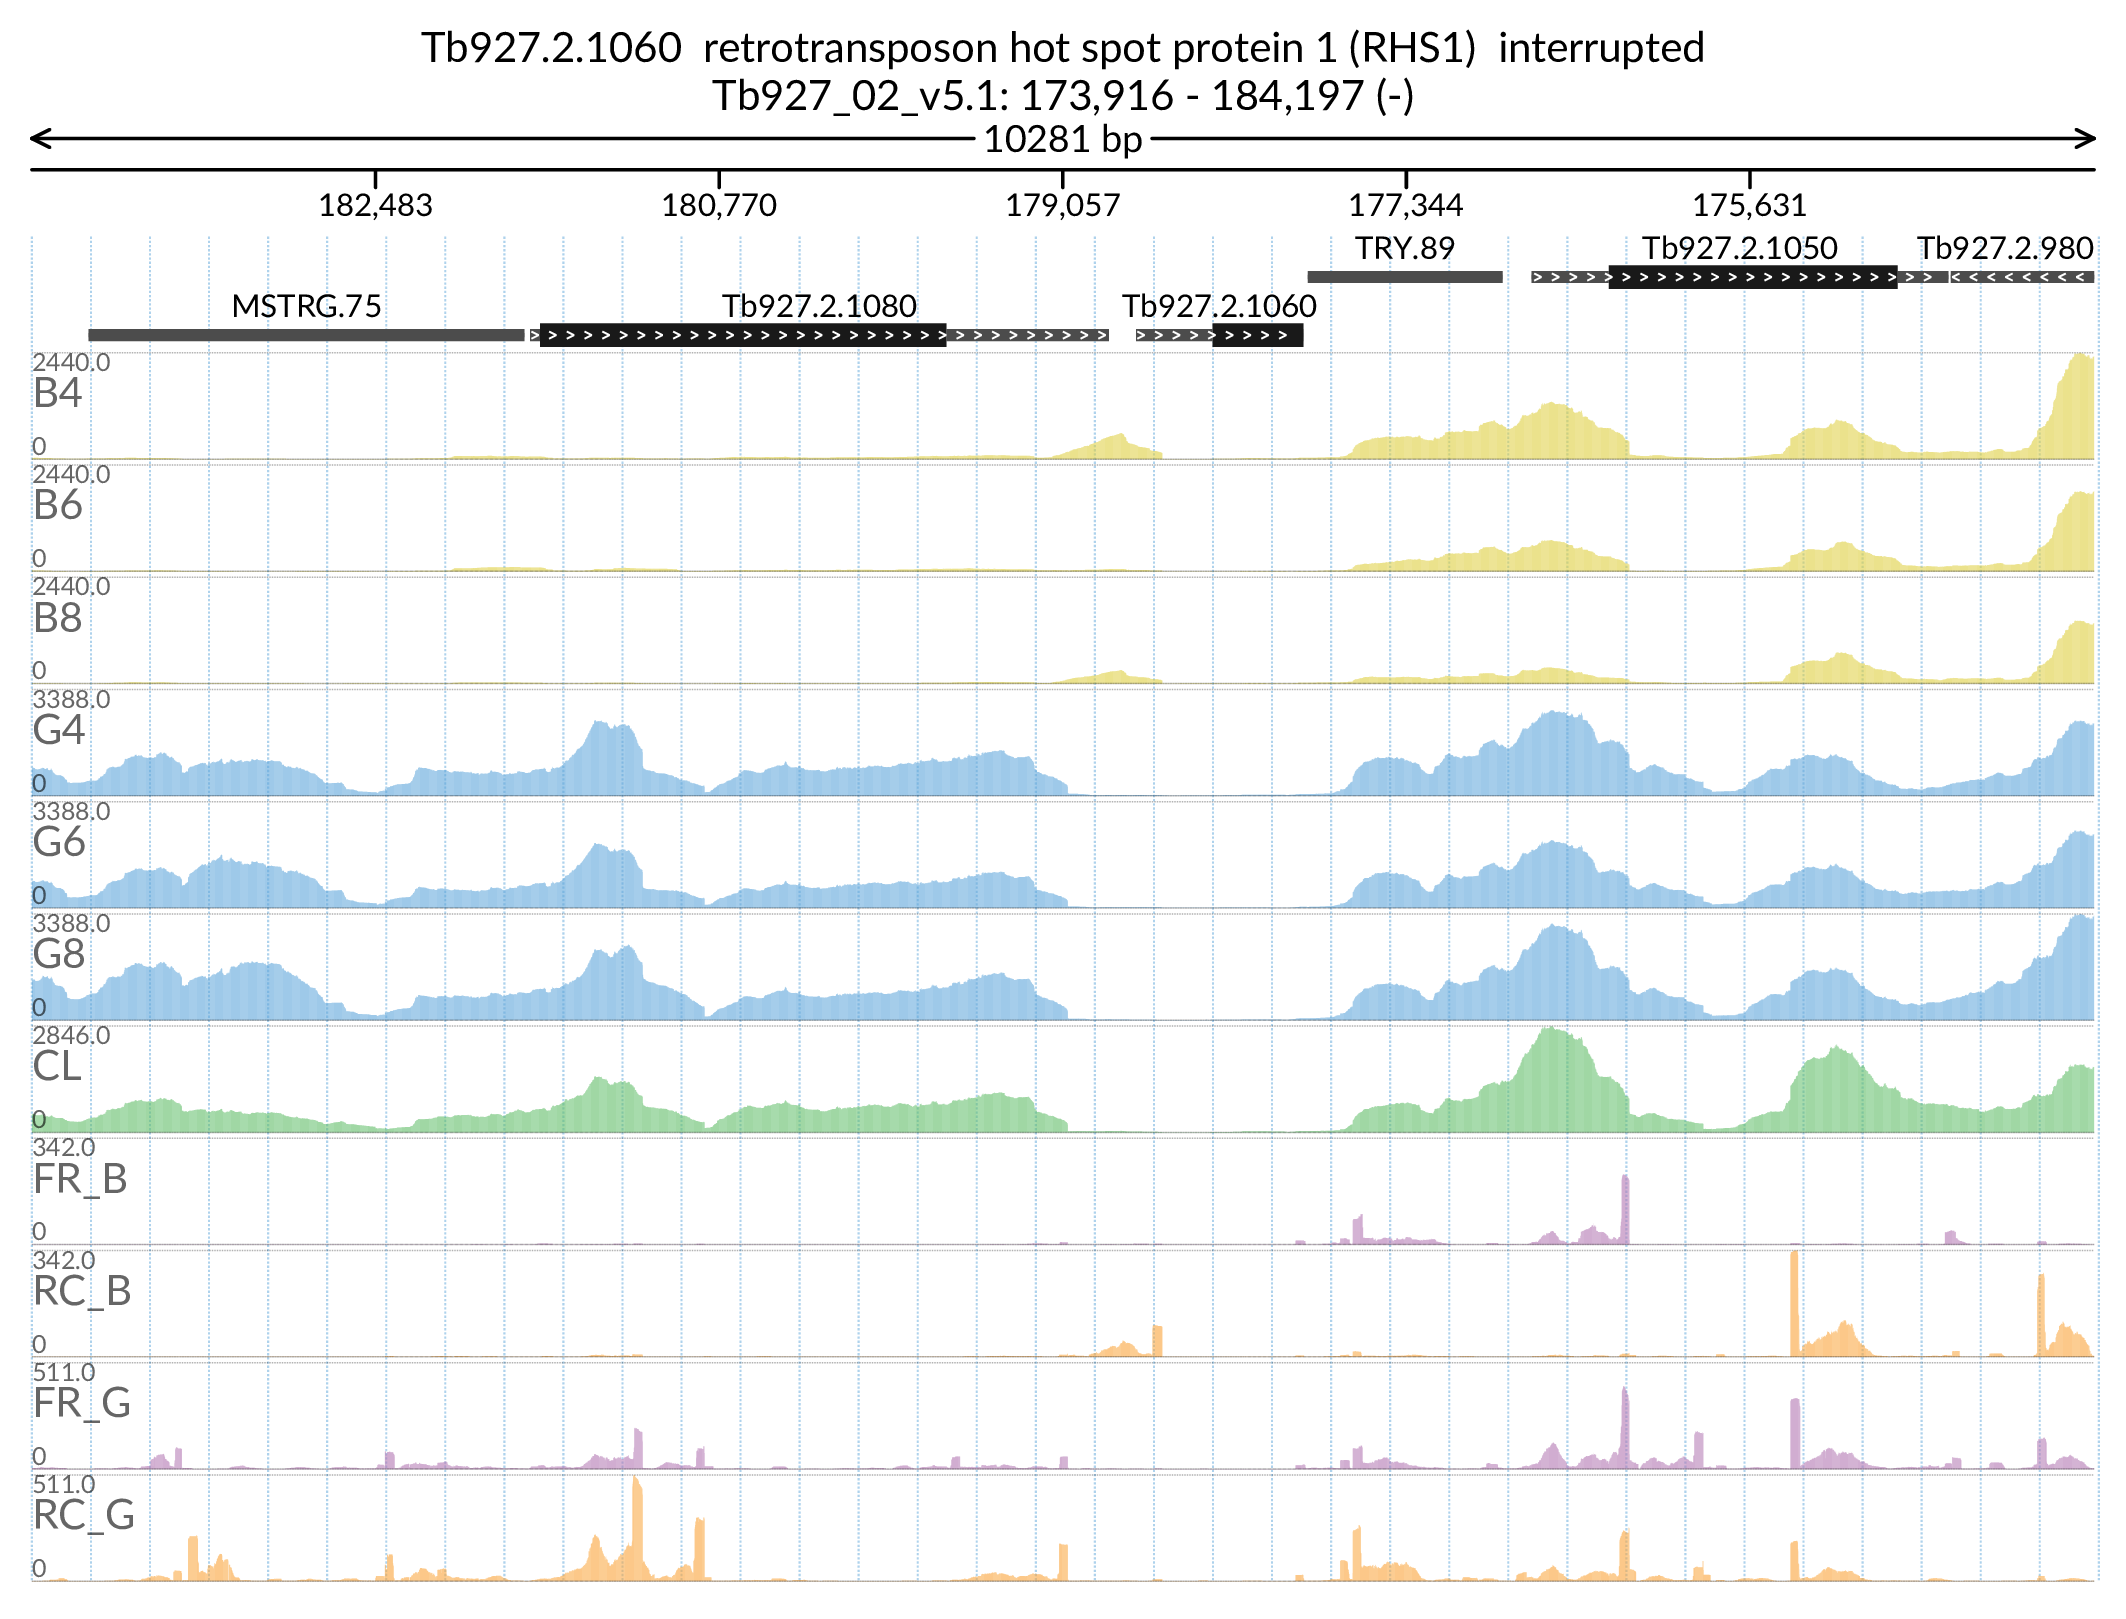 Tb927.2.1060  retrotransposon hot spot protein 1 (RHS1)  interrupted
Tb927_02_v5.1: 173,916 - 184,197 (-)
10281 bp
182,483 180,770 179,057 177,344 175,631
TRY.89 Tb927.2.1050 Tb927.2.980
MSTRG.75 Tb927.2.1080 Tb927.2.1060
2440.0
B4
0
2440.0
B6
0
2440.0
B8
0
3388.0
G4
0
3388.0
G6
0
3388.0
G8
0
2846.0
CL
0
342.0
FR_B
0
342.0
RC_B
0
511.0
FR_G
0
511.0
RC_G
0